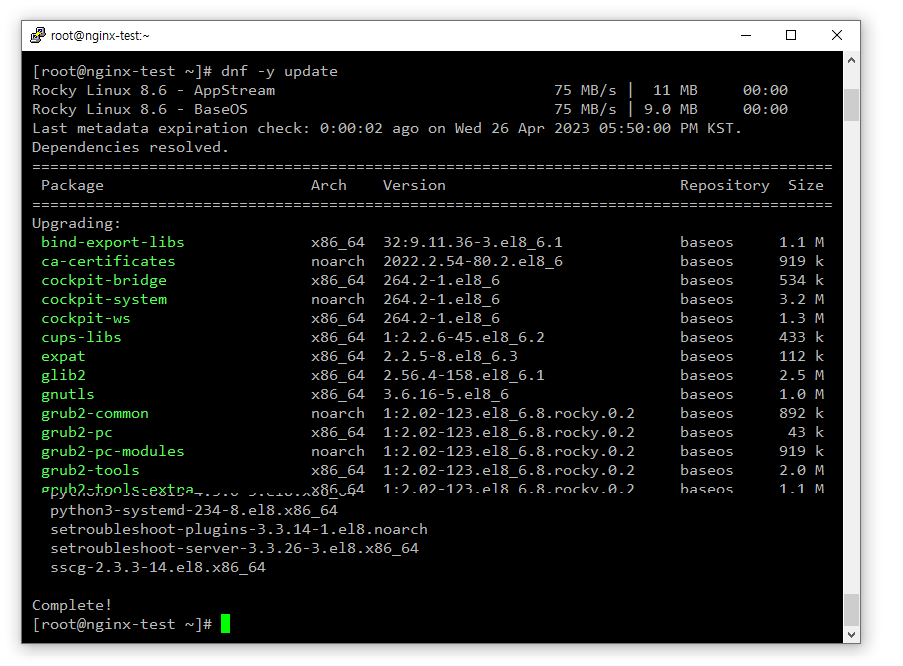 root@nginx-test:~
[root@nginx-test ~]# dnf -y update
Rocky Linux 8.6 - AppStream 75 MB/s | 11 MB 00:00
Rocky Linux 8.6 - BaseOS 75 MB/s | 9.0 MB 00:00
Last metadata expiration check: 0:00:02 ago on Wed 26 Apr 2023 05:50:00 PM KST.
Dependencies resolved.
================================================================================
Package Arch Version Repository Size
================================================================================
Upgrading:
bind-export-libs x86_64 32:9.11.36-3.el8_6.1 baseos 1.1 M
ca-certificates noarch 2022.2.54-80.2.el8_6 baseos 919 k
cockpit-bridge x86_64 264.2-1.el8_6 baseos 534 k
cockpit-system noarch 264.2-1.el8_6 baseos 3.2 M
cockpit-ws x86_64 264.2-1.el8_6 baseos 1.3 M
cups-libs x86_64 1:2.2.6-45.el8_6.2 baseos 433 k
expat x86_64 2.2.5-8.el8_6.3 baseos 112 k
glib2 x86_64 2.56.4-158.el8_6.1 baseos 2.5 M
gnutls x86_64 3.6.16-5.el8_6 baseos 1.0 M
grub2-common noarch 1:2.02-123.el8_6.8.rocky.0.2 baseos 892 k
grub2-pc x86_64 1:2.02-123.el8_6.8.rocky.0.2 baseos 43 k
grub2-pc-modules noarch 1:2.02-123.el8_6.8.rocky.0.2 baseos 919 k
grub2-tools x86_64 1:2.02-123.el8_6.8.rocky.0.2 baseos 2.0 M
grub2-tools-extra x86_64 1:2.02-123.el8_6.8.rocky.0.2 baseos 1.1 M
python3-systemd-234-8.el8.x86_64
setroubleshoot-plugins-3.3.14-1.el8.noarch
setroubleshoot-server-3.3.26-3.el8.x86_64
sscg-2.3.3-14.el8.x86_64
Complete!
[root@nginx-test ~]#